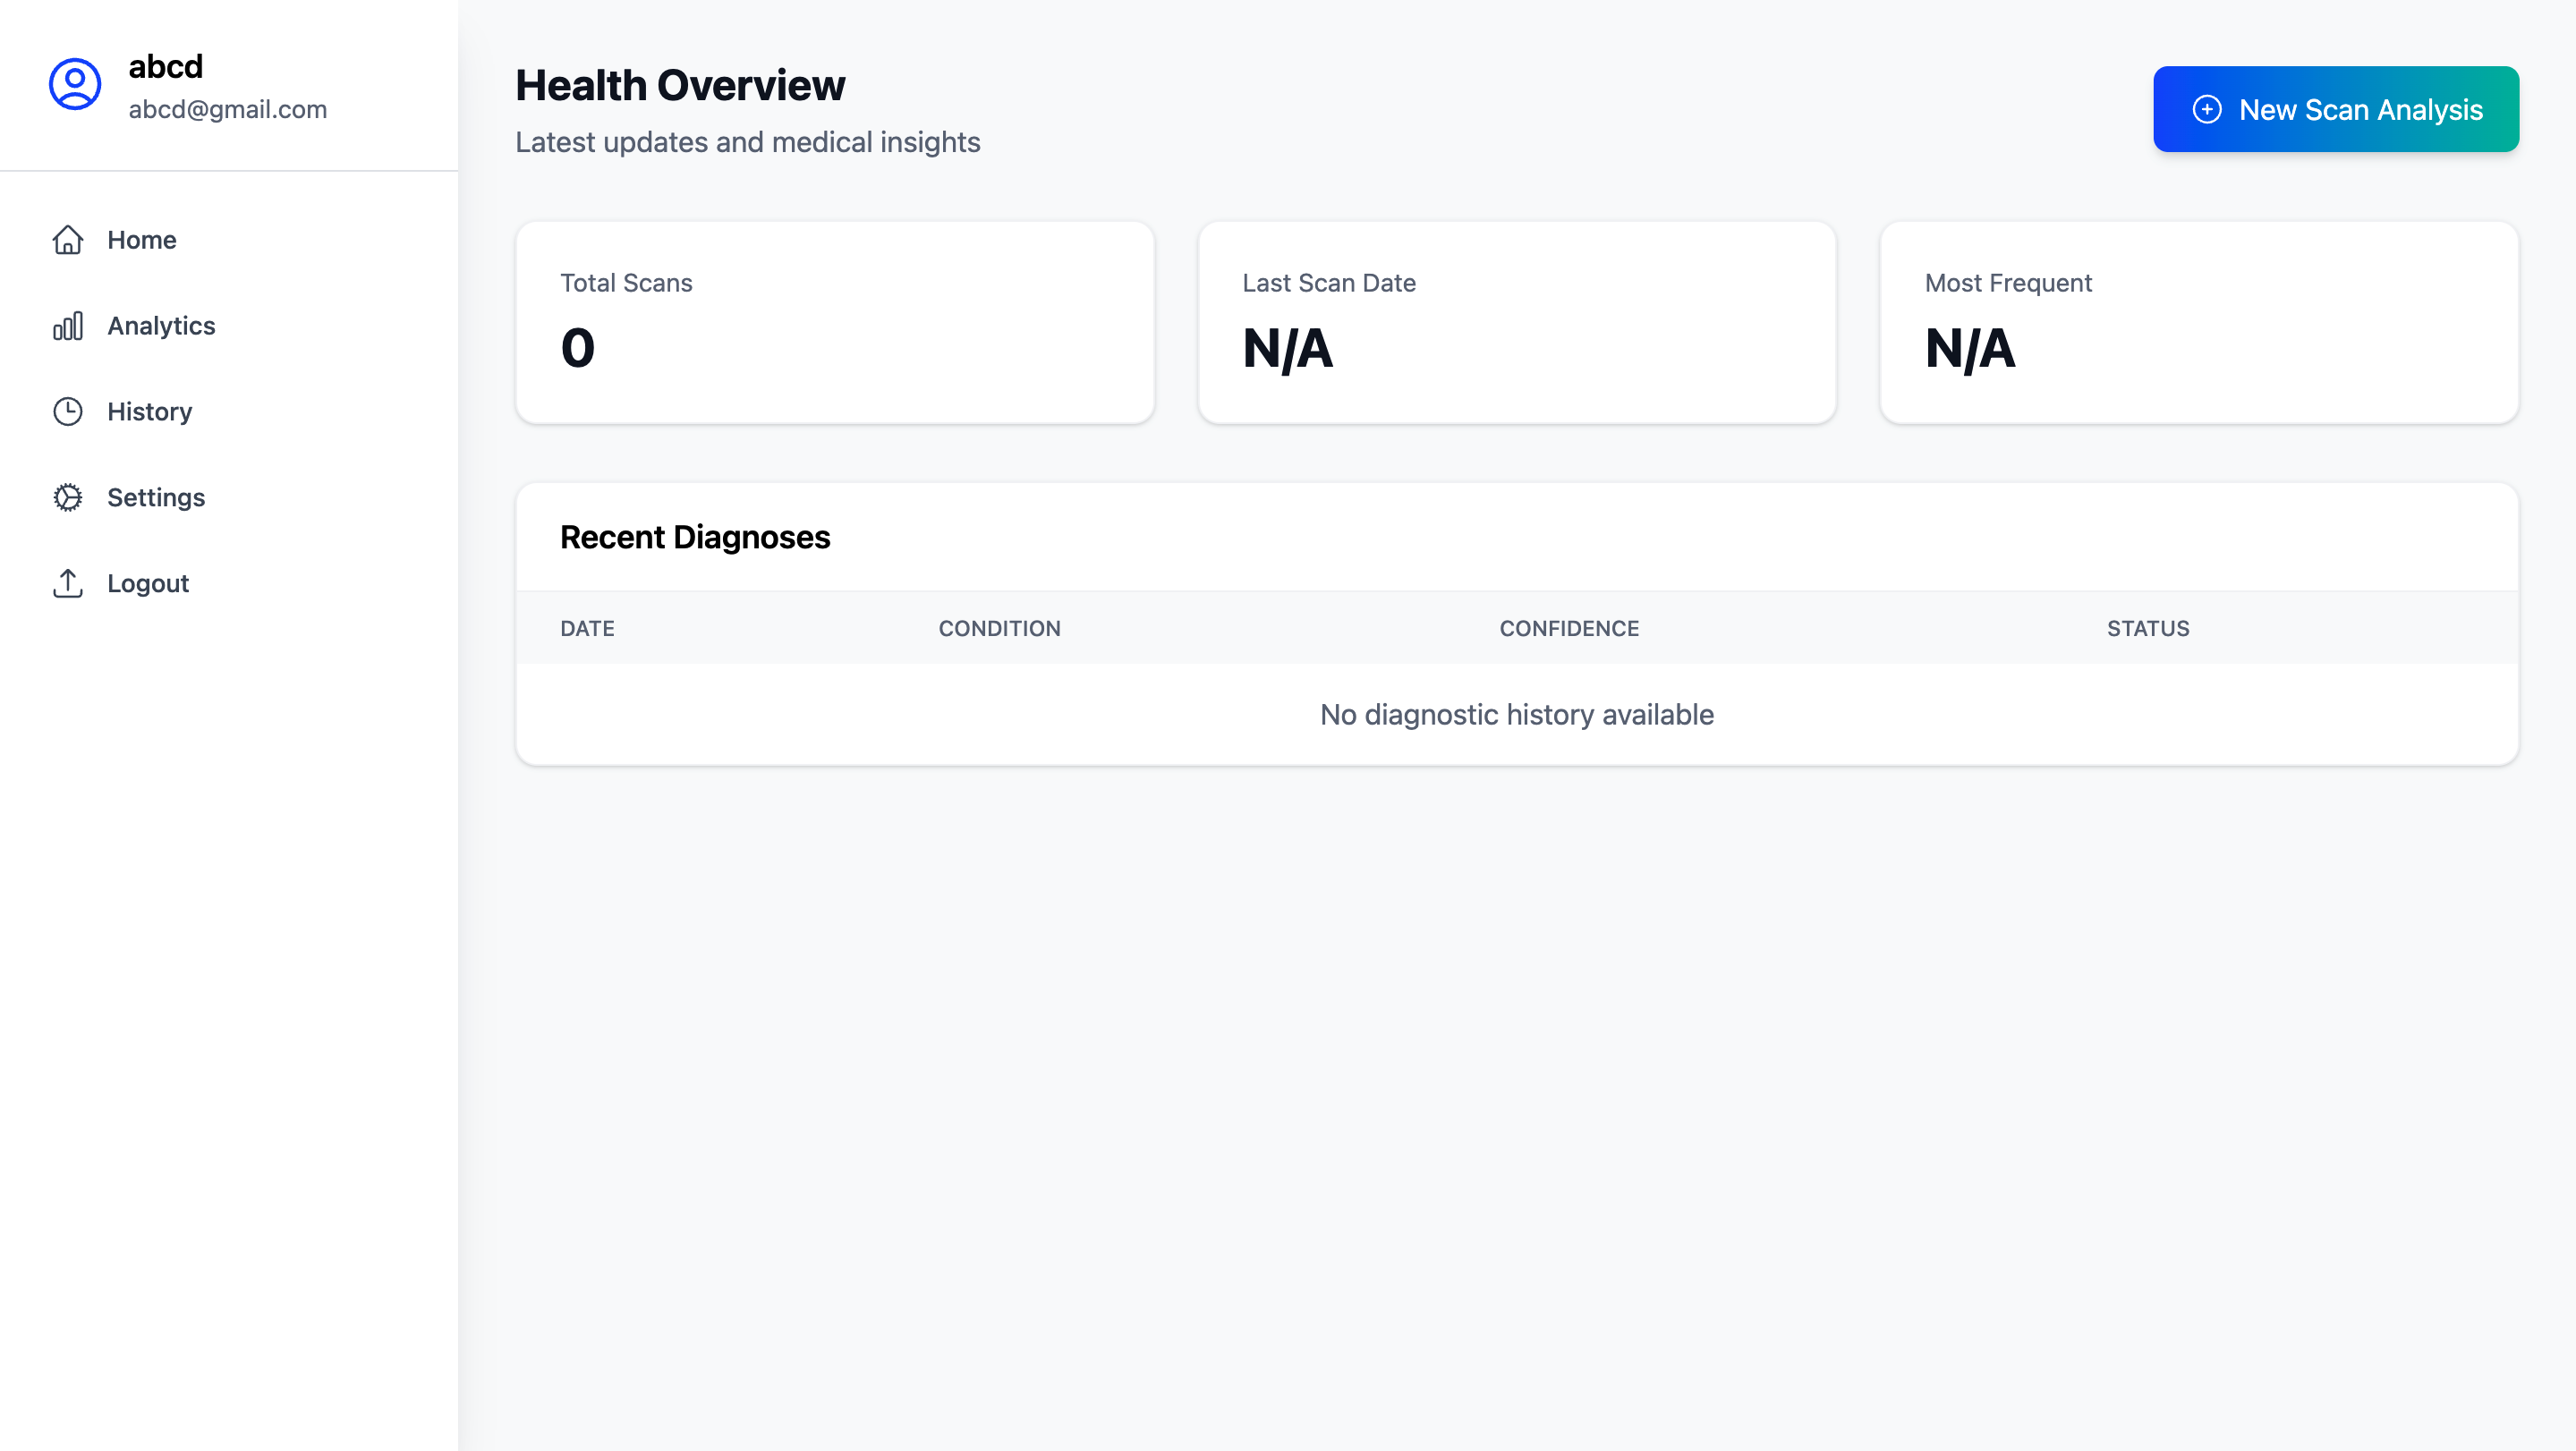 abcd
abcd@gmail.com
Home
Analytics
History
Settings
Logout
Health Overview
Latest updates and medical insights
New Scan Analysis
Total Scans
0
Last Scan Date
N/A
Most Frequent
N/A
Recent Diagnoses
DATE CONDITION CONFIDENCE STATUS
No diagnostic history available